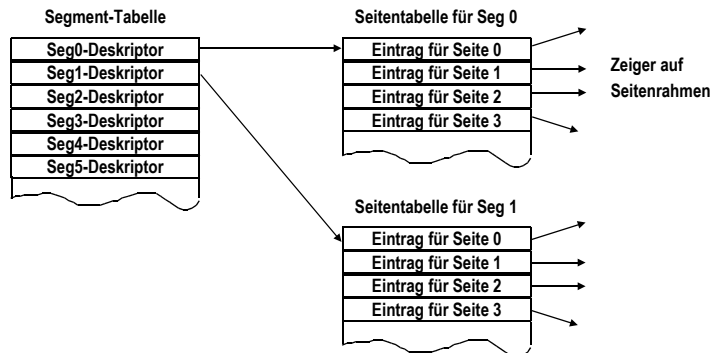 Segment-Tabelle
Seg0-Deskriptor
Seg1-Deskriptor
Seg2-Deskriptor
Seg3-Deskriptor
Seg4-Deskriptor
Seg5-Deskriptor
Seitentabelle für Seg 0
Eintrag für Seite 0
Eintrag für Seite 1
Eintrag für Seite 2
Eintrag für Seite 3
Zeiger auf
Seitenrahmen
Seitentabelle für Seg 1
Eintrag für Seite 0
Eintrag für Seite 1
Eintrag für Seite 2
Eintrag für Seite 3